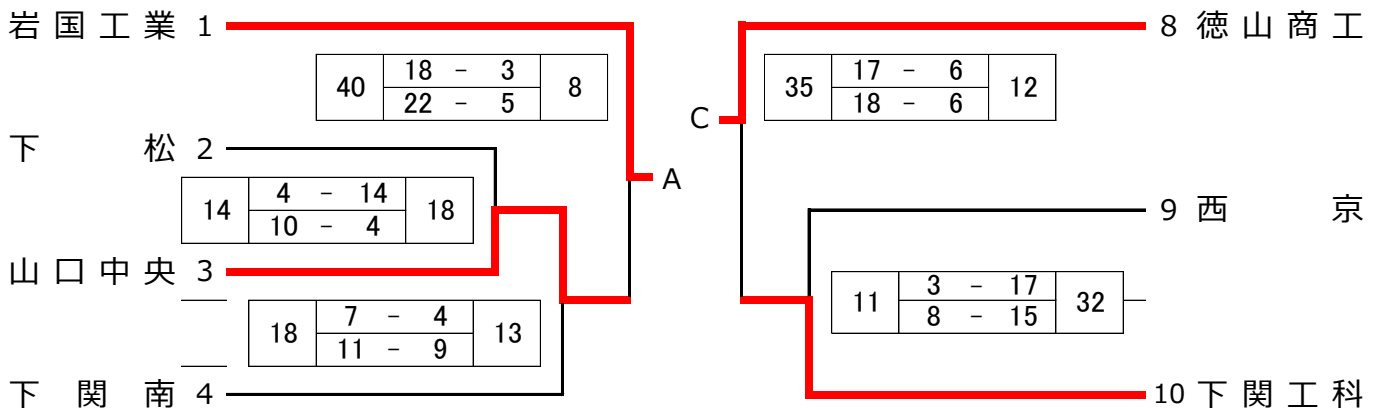 岩国工業 1
8 徳山商工
40 18 - 3 8
22 - 5
35 17 - 6 12
18 - 6
C
下松 2
A
14 4 - 14 18
10 - 4
9 西京
山口中央 3
11 3 - 17 32
8 - 15
18 7 - 4 13
11 - 9
下関南 4
10 下関工科